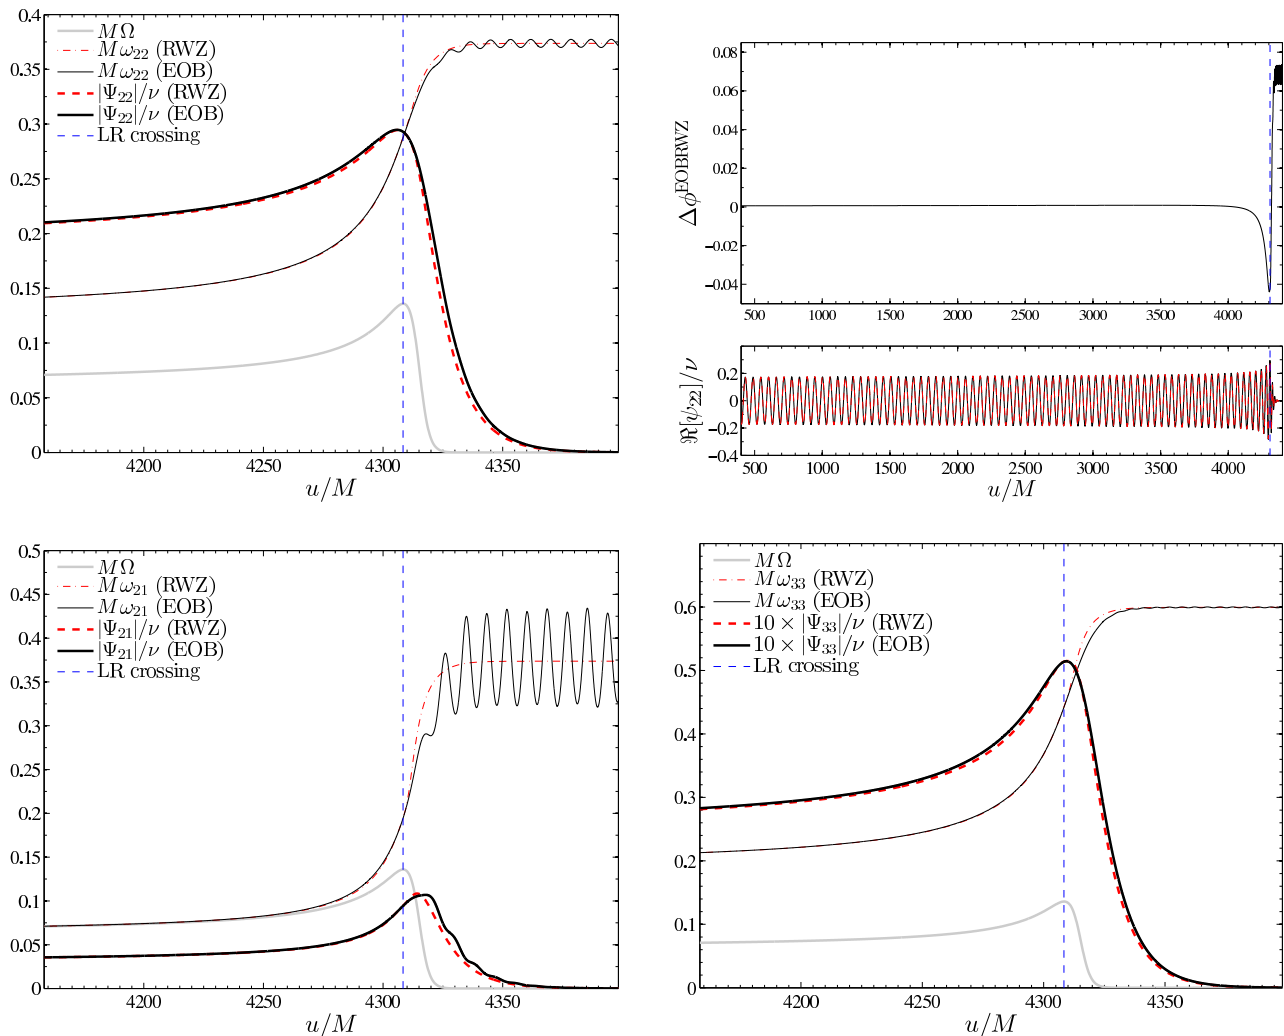 0.4
0.35
0.3
0.25
0.2
0.15
0.1
0.05
0
MΩ
Mω₂₂ (RWZ)
Mω₂₂ (EOB)
|Ψ₂₂|/ν (RWZ)
|Ψ₂₂|/ν (EOB)
LR crossing
4200 4250 4300 4350
u/M
0.08
0.06
0.04
0.02
0
−0.02
−0.04
Δϕ^EOBRWZ
500 1000 1500 2000 2500 3000 3500 4000
0.2
0
−0.2
−0.4
ℜ[ψ₂₂]/ν
500 1000 1500 2000 2500 3000 3500 4000
u/M
0.5
0.45
0.4
0.35
0.3
0.25
0.2
0.15
0.1
0.05
0
MΩ
Mω₂₁ (RWZ)
Mω₂₁ (EOB)
|Ψ₂₁|/ν (RWZ)
|Ψ₂₁|/ν (EOB)
LR crossing
4200 4250 4300 4350
u/M
0.6
0.5
0.4
0.3
0.2
0.1
0
MΩ
Mω₃₃ (RWZ)
Mω₃₃ (EOB)
10 × |Ψ₃₃|/ν (RWZ)
10 × |Ψ₃₃|/ν (EOB)
LR crossing
4200 4250 4300 4350
u/M